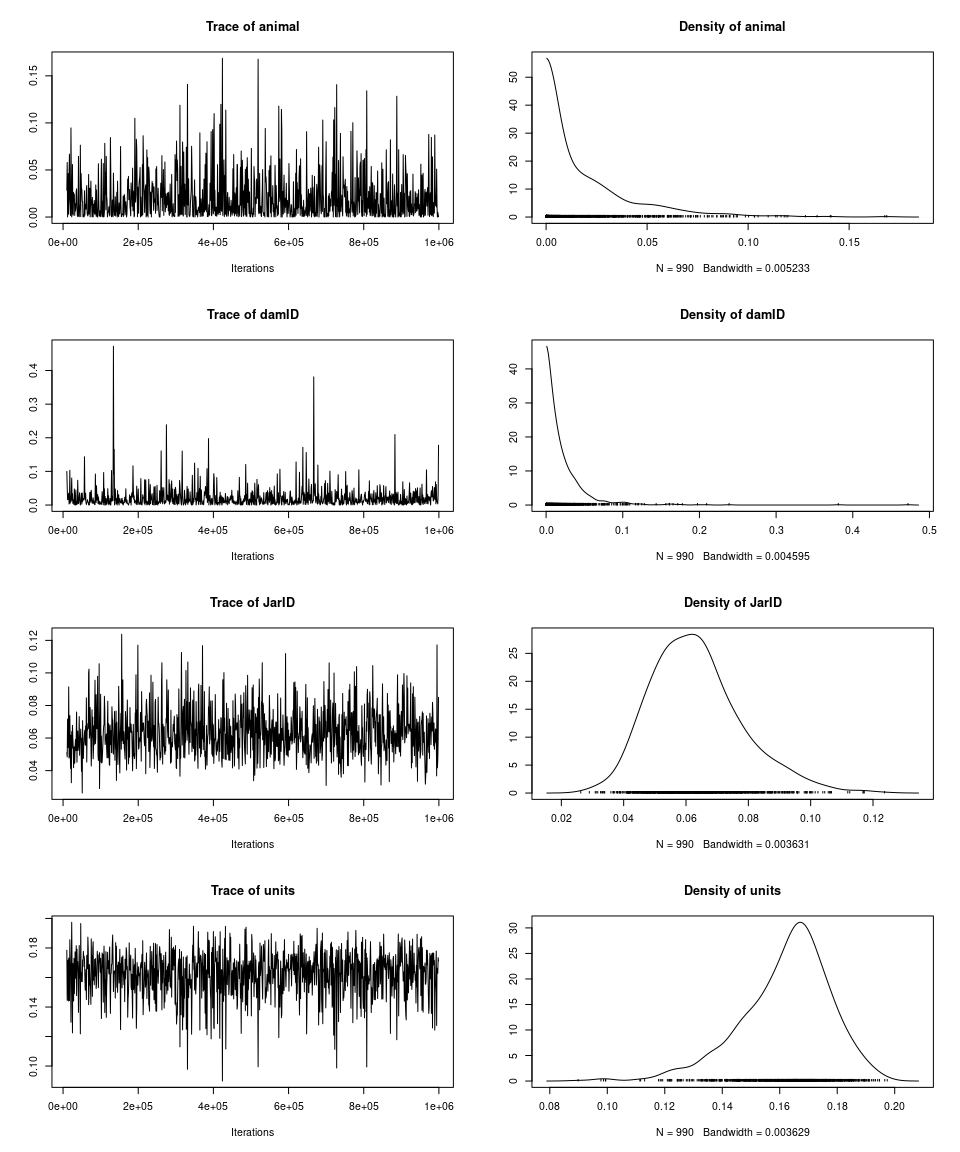 Trace of animal
0.00 0.05 0.10 0.15
0e+00 2e+05 4e+05 6e+05 8e+05 1e+06
Iterations
Density of animal
0 10 20 30 40 50
0.00 0.05 0.10 0.15
N = 990 Bandwidth = 0.005233
Trace of damID
0.0 0.1 0.2 0.3 0.4
0e+00 2e+05 4e+05 6e+05 8e+05 1e+06
Iterations
Density of damID
0 10 20 30 40
0.0 0.1 0.2 0.3 0.4 0.5
N = 990 Bandwidth = 0.004595
Trace of JarID
0.04 0.06 0.08 0.10 0.12
0e+00 2e+05 4e+05 6e+05 8e+05 1e+06
Iterations
Density of JarID
0 5 10 15 20 25
0.02 0.04 0.06 0.08 0.10 0.12
N = 990 Bandwidth = 0.003631
Trace of units
0.10 0.14 0.18
0e+00 2e+05 4e+05 6e+05 8e+05 1e+06
Iterations
Density of units
0 5 10 15 20 25 30
0.08 0.10 0.12 0.14 0.16 0.18 0.20
N = 990 Bandwidth = 0.003629